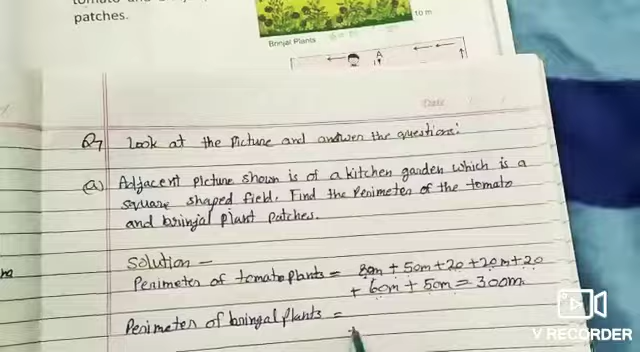 patches.
10 m
Brinjal Plants
A
Date / /
Q7 Look at the Picture and answer the questions:
(a) Adjacent picture shown is of a kitchen garden which is a
square shaped field. Find the Perimeter of the tomato
and brinjal plant patches.
Solution —
Perimeter of tomato plants = 80m + 50m + 20 + 20m + 20
+ 60m + 50m = 300m.
Perimeter of bringal plants =
V RECORDER